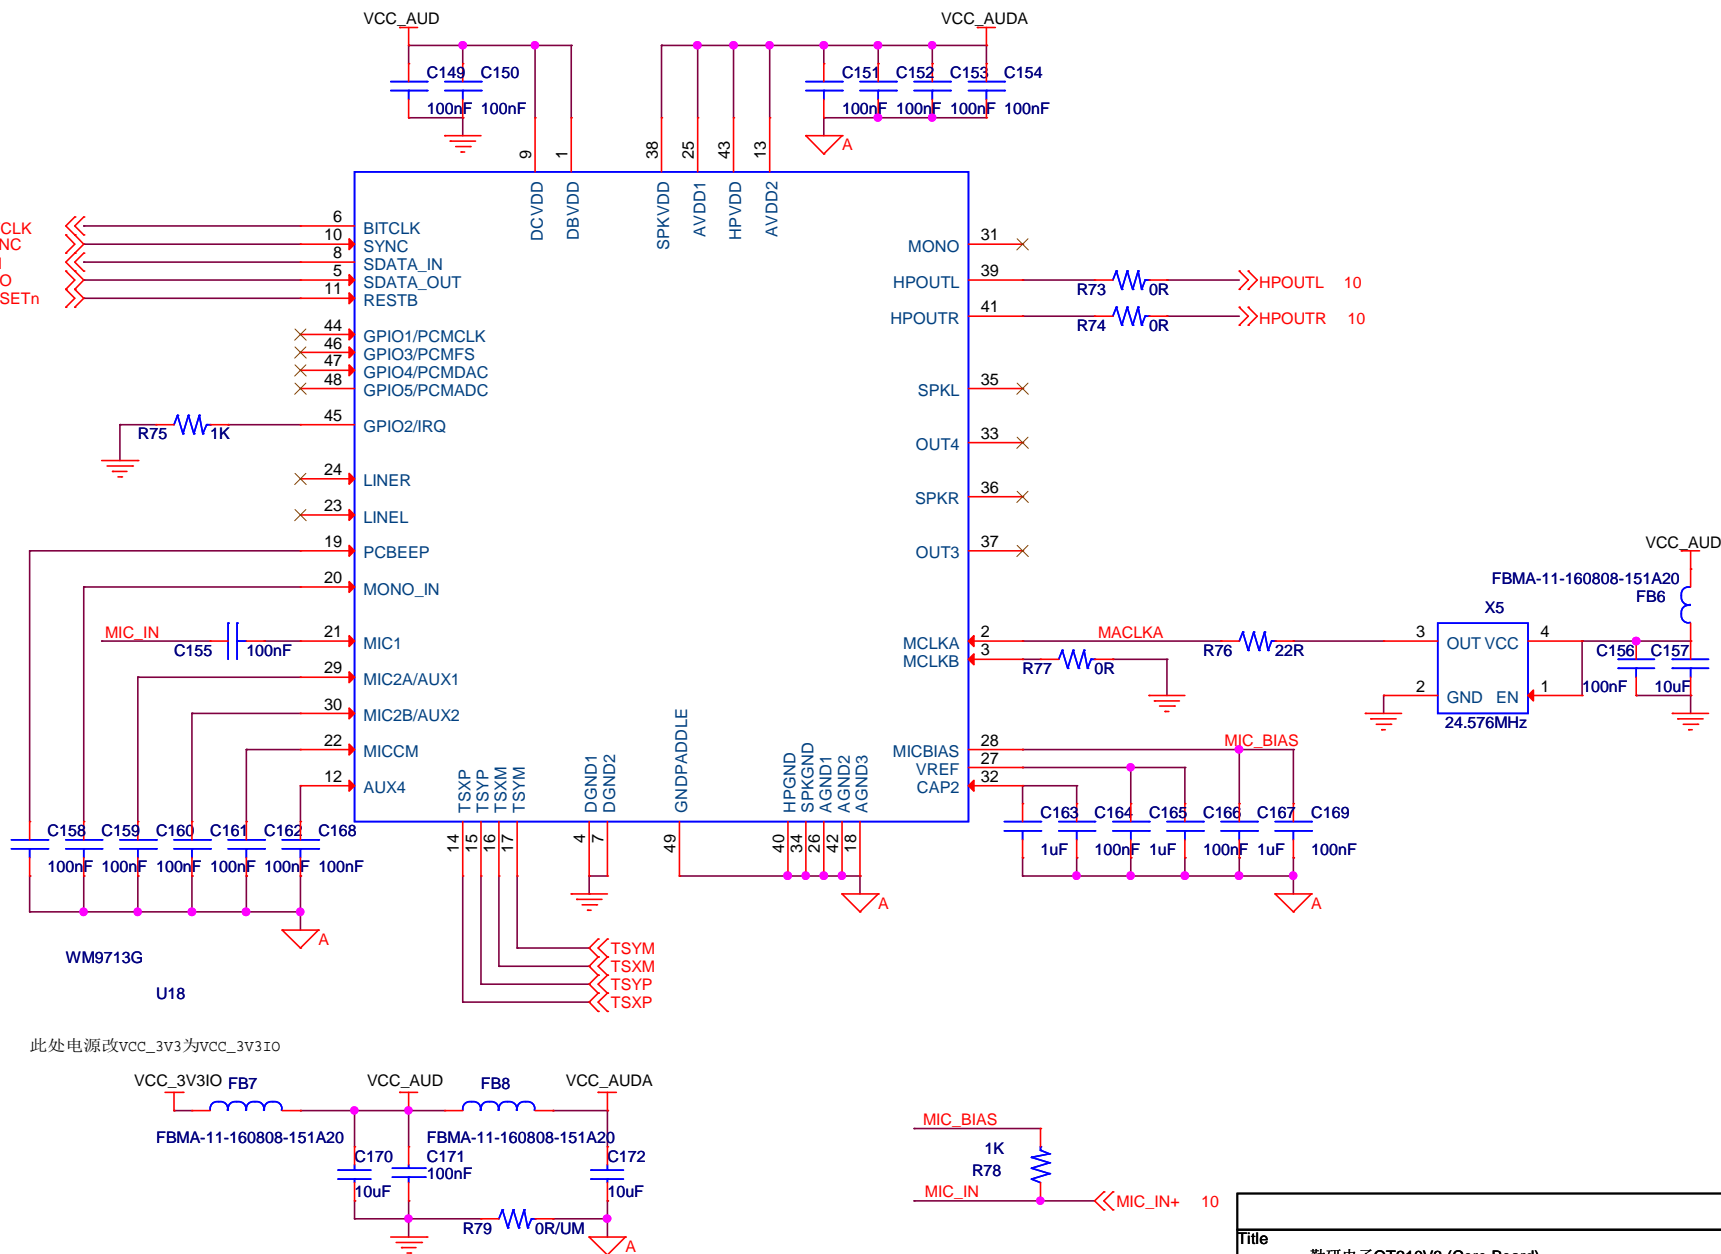 VCC_AUD
VCC_AUDA
C149 C150
100nF 100nF
C151 C152 C153 C154
100nF 100nF 100nF 100nF
A
9 1 38 25 43 13
DCVDD DBVDD SPKVDD AVDD1 HPVDD AVDD2
CLK 6 BITCLK
NC 10 SYNC
8 SDATA_IN
O 5 SDATA_OUT
SETn 11 RESTB
44 GPIO1/PCMCLK
46 GPIO3/PCMFS
47 GPIO4/PCMDAC
48 GPIO5/PCMADC
R75 1K 45 GPIO2/IRQ
24 LINER
23 LINEL
19 PCBEEP
20 MONO_IN
MIC_IN C155 100nF 21 MIC1
29 MIC2A/AUX1
30 MIC2B/AUX2
22 MICCM
12 AUX4
MONO 31
HPOUTL 39 R73 0R HPOUTL 10
HPOUTR 41 R74 0R HPOUTR 10
SPKL 35
OUT4 33
SPKR 36
OUT3 37
MCLKA 2 MACLKA R76 22R
MCLKB 3 R77 0R
MICBIAS 28 MIC_BIAS
VREF 27
CAP2 32
VCC_AUD
FBMA-11-160808-151A20
FB6
X5
3 OUT VCC 4
2 GND EN 1
24.576MHz
C156 C157
100nF 10uF
TSXP TSYP TSXM TSYM DGND1 DGND2 GNDPADDLE HPGND SPKGND AGND1 AGND2 AGND3
14 15 16 17 4 7 49 40 34 26 42 18
C158 C159 C160 C161 C162 C168
100nF 100nF 100nF 100nF 100nF 100nF
A
C163 C164 C165 C166 C167 C169
1uF 100nF 1uF 100nF 1uF 100nF
A
A
WM9713G
U18
TSYM
TSXM
TSYP
TSXP
此处电源改VCC_3V3为VCC_3V3IO
VCC_3V3IO FB7 VCC_AUD FB8 VCC_AUDA
FBMA-11-160808-151A20 FBMA-11-160808-151A20
C170 C171 C172
10uF 100nF 10uF
R79 0R/UM
A
MIC_BIAS
1K
R78
MIC_IN MIC_IN+ 10
Title